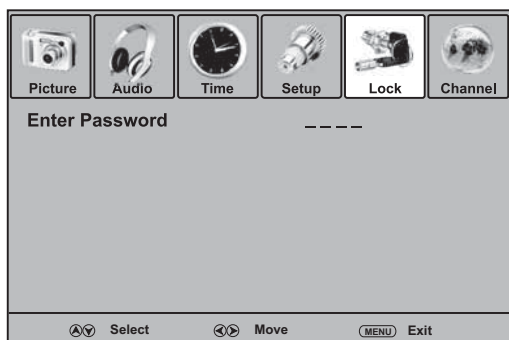 Picture Audio Time Setup Lock Channel
Enter Password _ _ _ _
Select Move MENU Exit